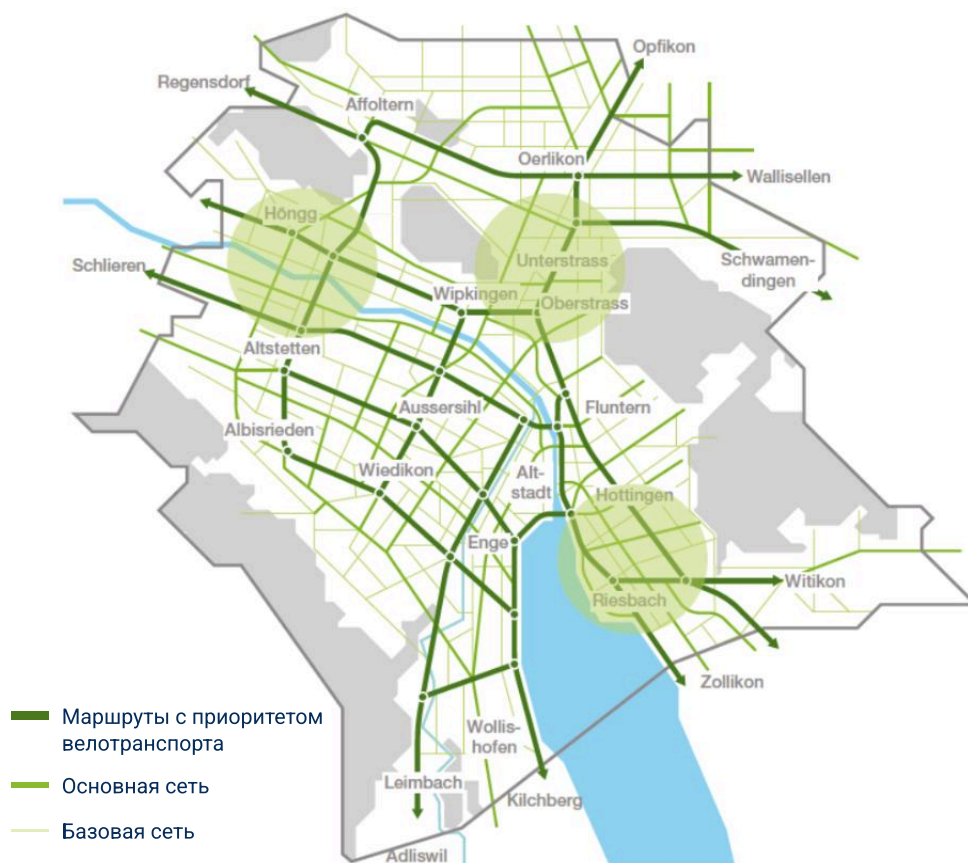 Opfikon
Regensdorf
Affoltern
Oerlikon
Wallisellen
Höngg
Unterstrass
Schwamen-
dingen
Schlieren
Wipkingen
Oberstrass
Altstetten
Aussersihl
Fluntern
Albisrieden
Wiedikon
Alt-
stadt
Hottingen
Enge
Witikon
Riesbach
Zollikon
Маршруты с приоритетом
велотранспорта
Wollis-
hofen
Основная сеть
Leimbach
Kilchberg
Базовая сеть
Adliswil